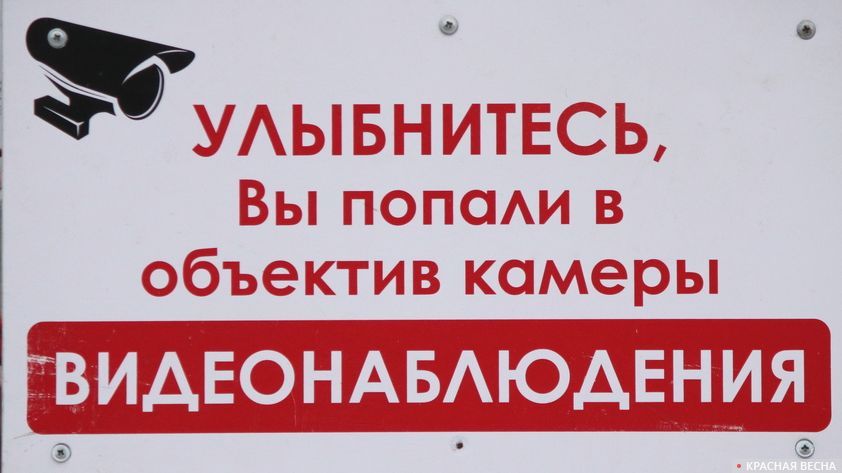 УЛЫБНИТЕСЬ,
Вы попали в
объектив камеры
ВИДЕОНАБЛЮДЕНИЯ
КРАСНАЯ ВЕСНА